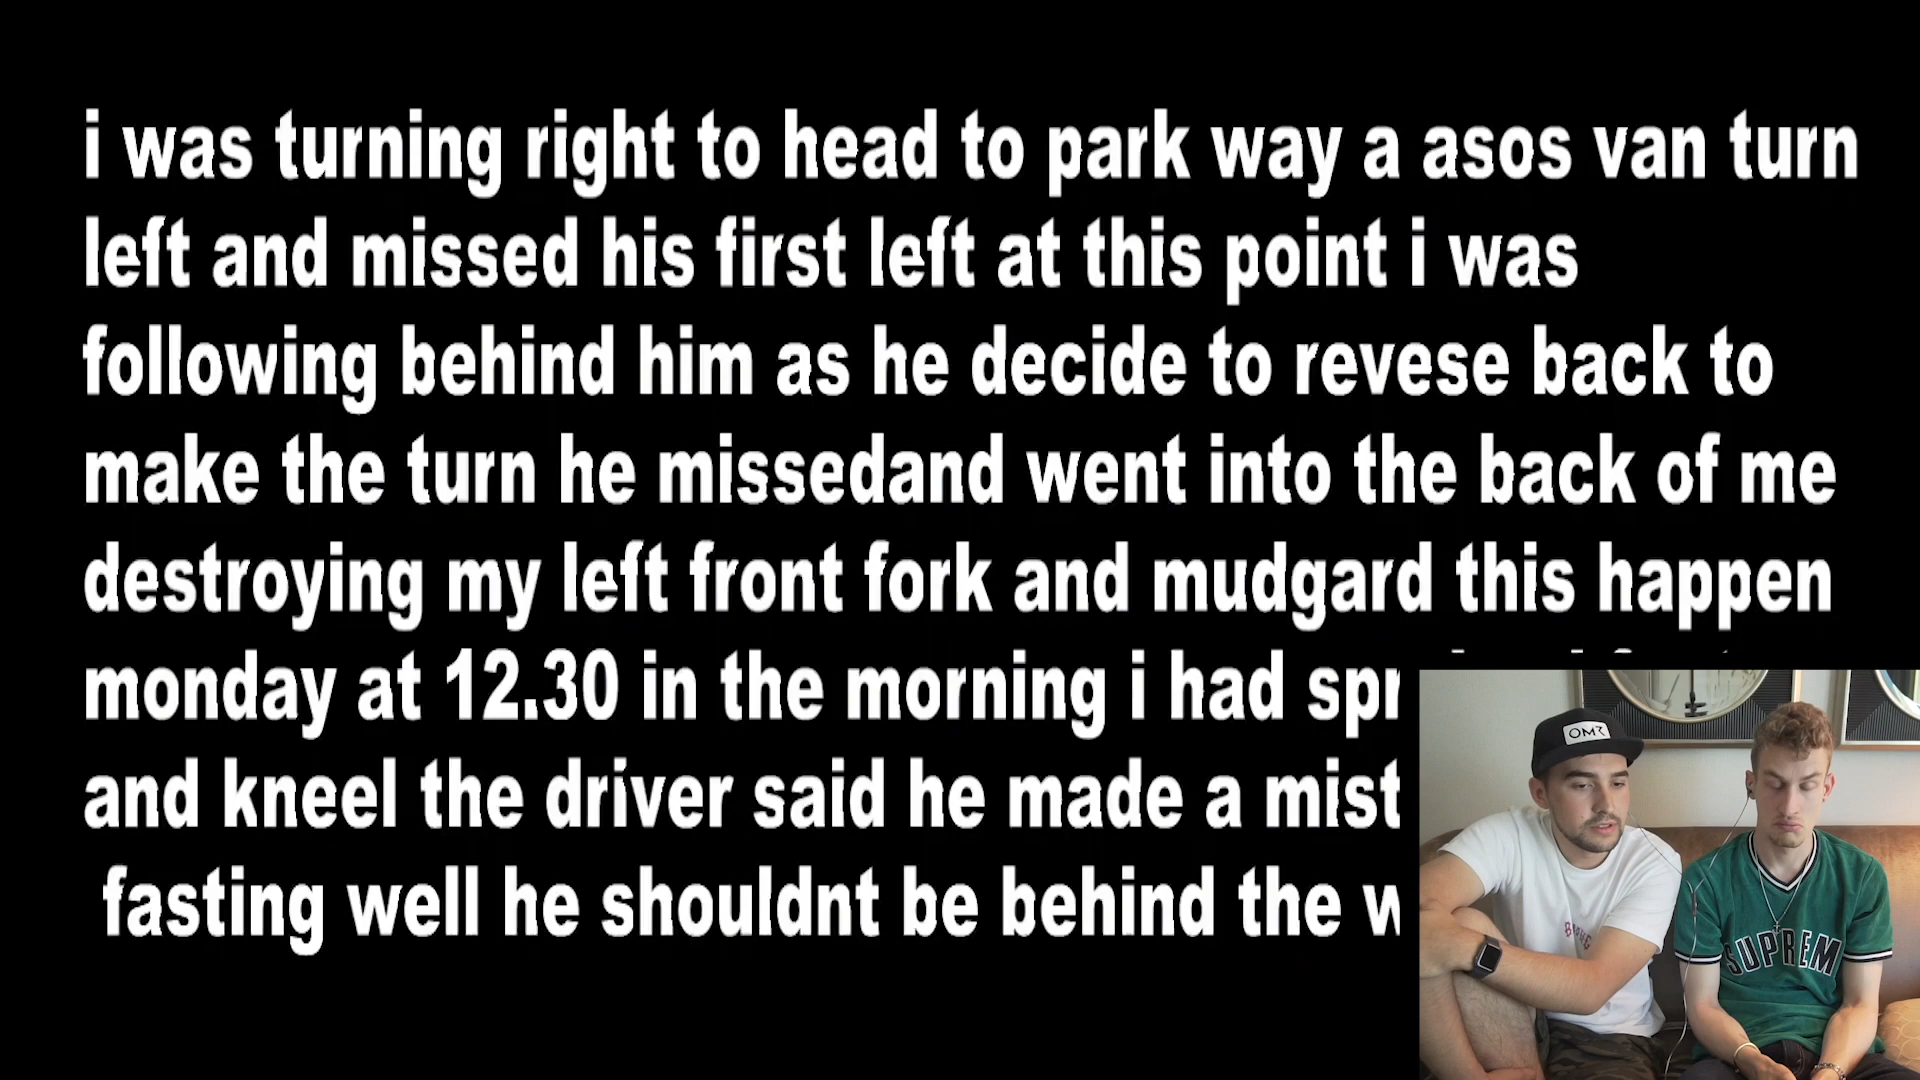 i was turning right to head to park way a asos van turn
left and missed his first left at this point i was
following behind him as he decide to revese back to
make the turn he missedand went into the back of me
destroying my left front fork and mudgard this happen
monday at 12.30 in the morning i had
and kneel the driver said he made a
fasting well he shouldnt be behind the
OMR
SUPREM